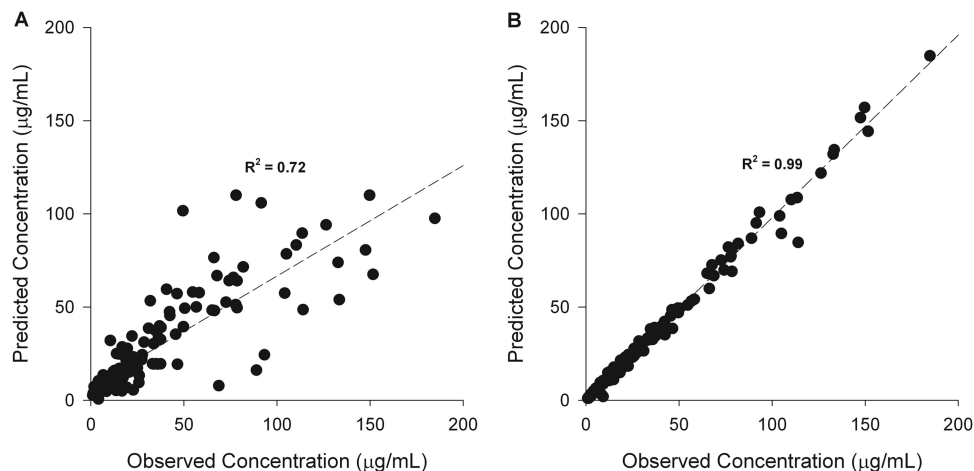 A
200
150
100
50
0
Predicted Concentration (μg/mL)
R² = 0.72
0 50 100 150 200
Observed Concentration (μg/mL)
B
200
150
100
50
0
Predicted Concentration (μg/mL)
R² = 0.99
0 50 100 150 200
Observed Concentration (μg/mL)